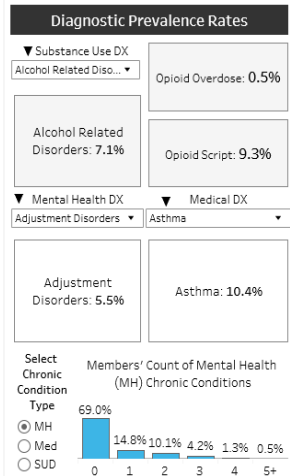 Diagnostic Prevalence Rates
▼ Substance Use DX
Alcohol Related Diso... ▼
Opioid Overdose: 0.5%
Alcohol Related
Disorders: 7.1%
Opioid Script: 9.3%
▼ Mental Health DX
▼ Medical DX
Adjustment Disorders ▼
Asthma ▼
Adjustment
Disorders: 5.5%
Asthma: 10.4%
Select
Chronic
Condition
Type
MH
Med
SUD
Members' Count of Mental Health
(MH) Chronic Conditions
69.0% 14.8% 10.1% 4.2% 1.3% 0.5%
0 1 2 3 4 5+